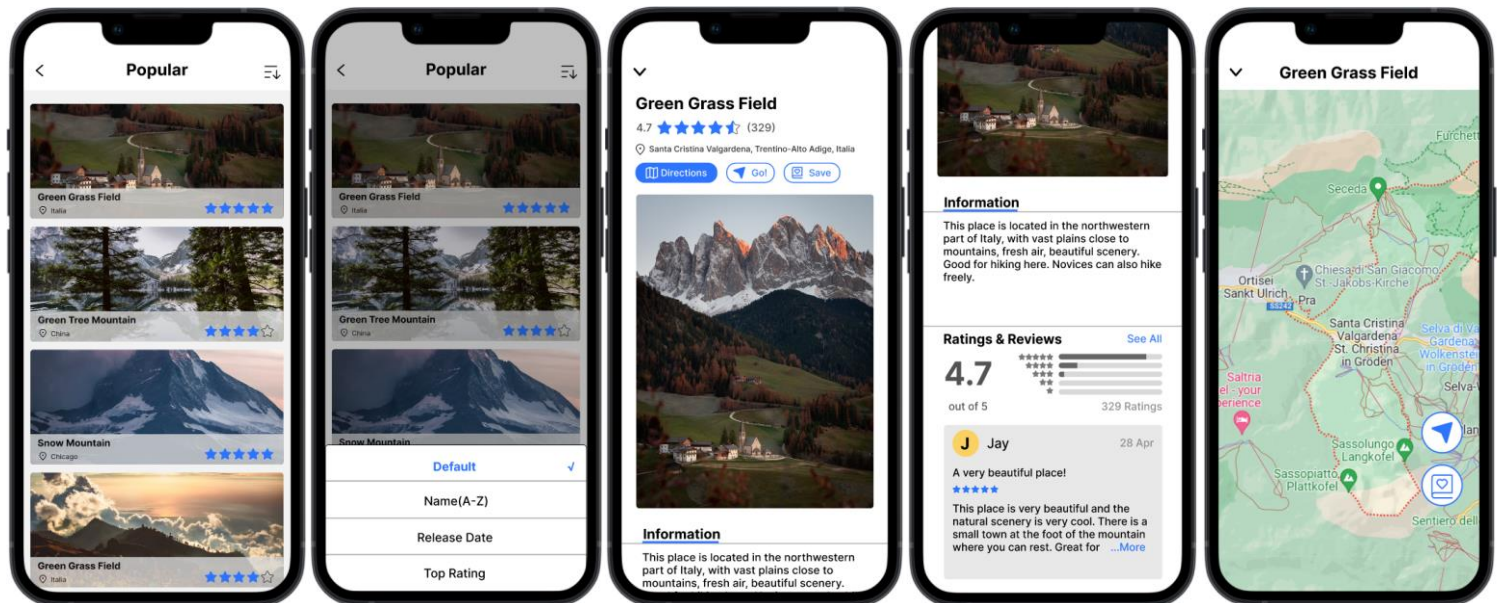 Popular
Green Grass Field
Italia
Green Tree Mountain
China
Snow Mountain
Chicago
Green Grass Field
Italia
Popular
Green Grass Field
Italia
Green Tree Mountain
China
Snow Mountain
Default
Name(A-Z)
Release Date
Top Rating
Green Grass Field
4.7 (329)
Santa Cristina Valgardena, Trentino-Alto Adige, Italia
Directions Go! Save
Information
This place is located in the northwestern
part of Italy, with vast plains close to
mountains, fresh air, beautiful scenery.
Information
This place is located in the northwestern
part of Italy, with vast plains close to
mountains, fresh air, beautiful scenery.
Good for hiking here. Novices can also hike
freely.
Ratings & Reviews See All
4.7
out of 5 329 Ratings
J Jay 28 Apr
A very beautiful place!
This place is very beautiful and the
natural scenery is very cool. There is a
small town at the foot of the mountain
where you can rest. Great for ...More
Green Grass Field
Furchett
Seceda
Chiesa di San Giacomo
St.-Jakobs-Kirche
Ortisei
Sankt Ulrich
Pra
SS242
Santa Cristina
Valgardena
St. Christina
in Gröden
Selva di Va
Gardena
Wolkenstei
in Gröden
Selva-
Saltria
el - your
perience
Sassolungo
Langkofel
Sassopiatto
Plattkofel
Sentiero del